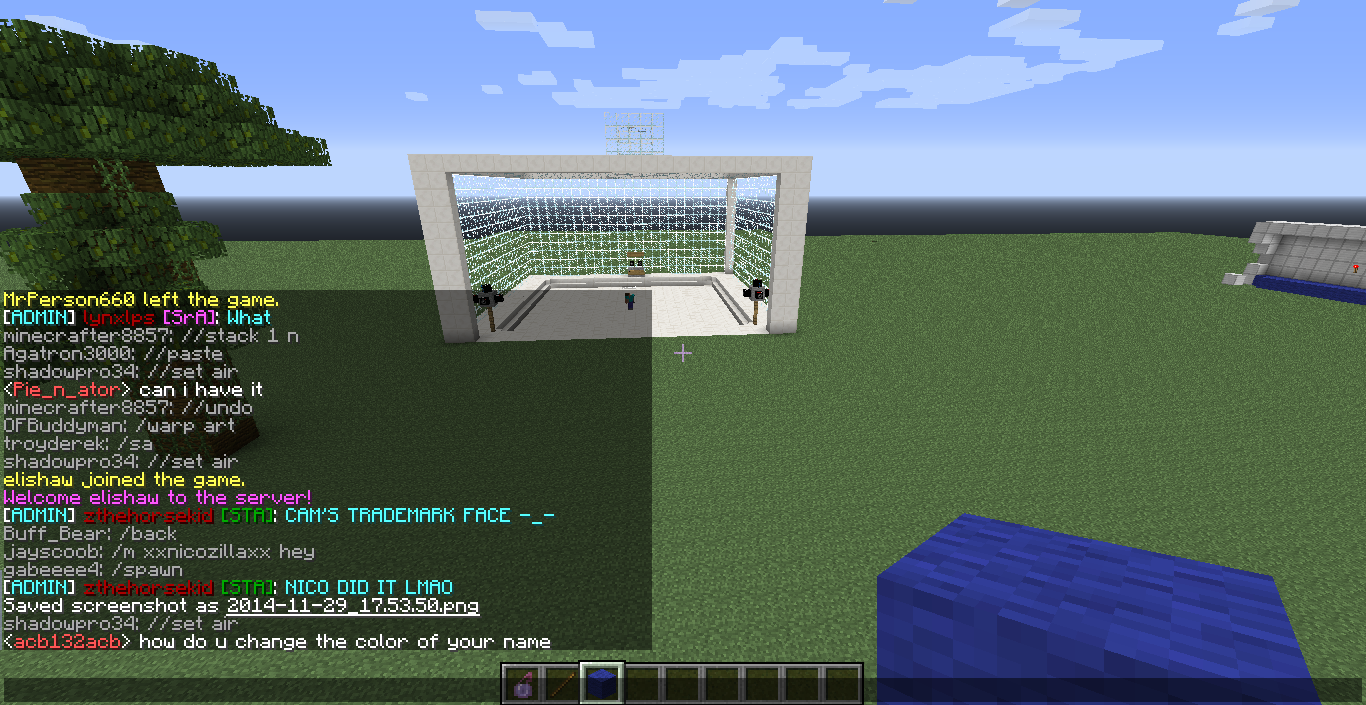 MrPerson660 left the game.
[ADMIN] lynxlps [SrA]: What
minecrafter8857: //stack 1 n
Agatron3000: //paste
shadowpro34: //set air
<Pie_n_ator> can i have it
minecrafter8857: //undo
OFBuddyman: /warp art
troyderek: /sa
shadowpro34: //set air
elishaw joined the game.
Welcome elishaw to the server!
[ADMIN] zthehorsekid [STA]: CAM'S TRADEMARK FACE -_-
Buff_Bear: /back
jayscoob: /m xxnicozillaxx hey
gabeeee4: /spawn
[ADMIN] zthehorsekid [STA]: NICO DID IT LMAO
Saved screenshot as 2014-11-29_17.53.50.png
shadowpro34: //set air
<acb132acb> how do u change the color of your name